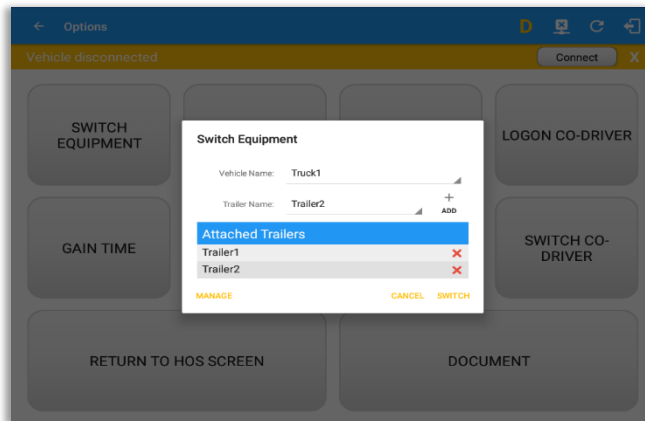 Options
D
Vehicle disconnected
Connect
X
SWITCH
EQUIPMENT
LOGON CO-DRIVER
Switch Equipment
Vehicle Name:
Truck1
Trailer Name:
Trailer2
ADD
Attached Trailers
Trailer1
Trailer2
MANAGE
CANCEL
SWITCH
GAIN TIME
SWITCH CO-
DRIVER
RETURN TO HOS SCREEN
DOCUMENT